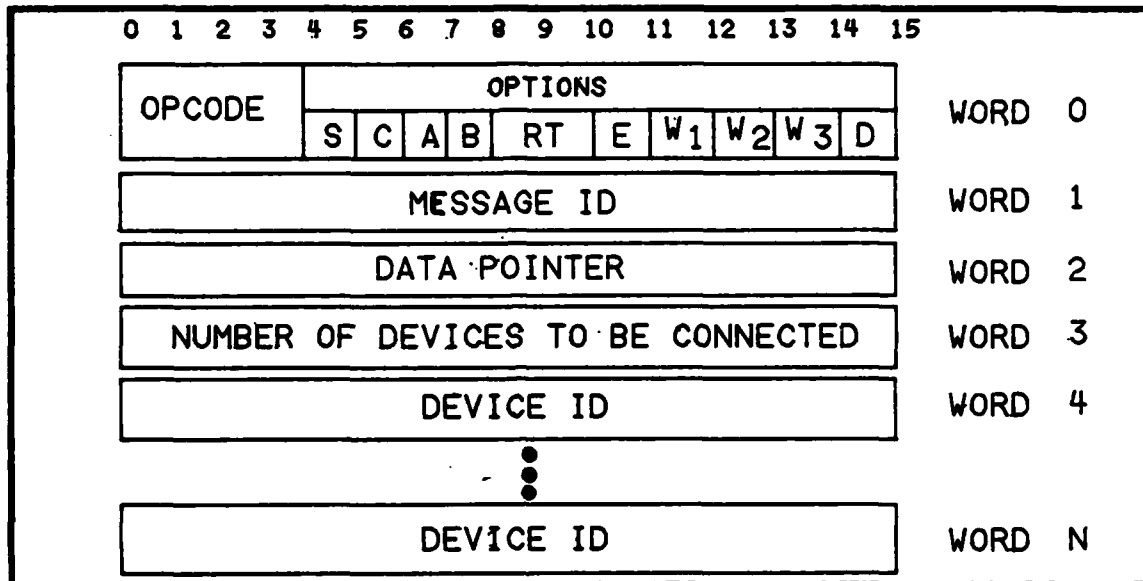 0 1 2 3 4 5 6 7 8 9 10 11 12 13 14 15
OPTIONS
OPCODE WORD 0
S C A B RT E W1 W2 W3 D
MESSAGE ID WORD 1
DATA POINTER WORD 2
NUMBER OF DEVICES TO BE CONNECTED WORD 3
DEVICE ID WORD 4
DEVICE ID WORD N